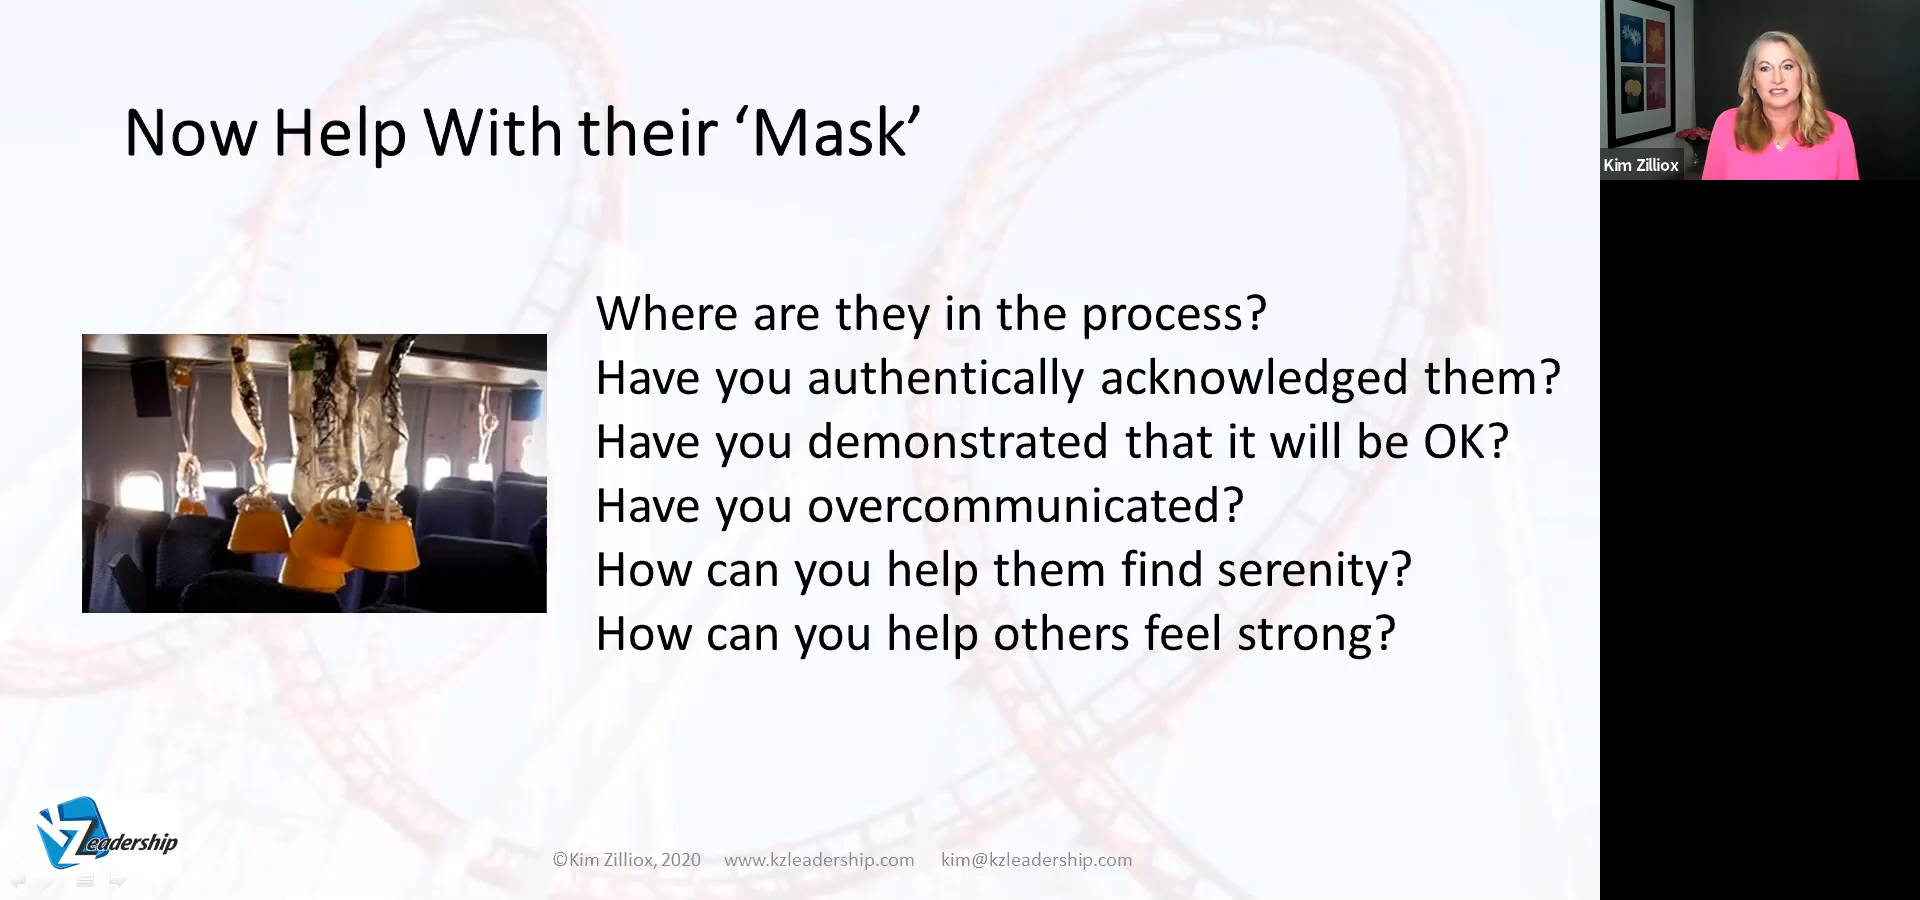 Now Help With their ‘Mask’
Where are they in the process?
Have you authentically acknowledged them?
Have you demonstrated that it will be OK?
Have you overcommunicated?
How can you help them find serenity?
How can you help others feel strong?
KZ Leadership
©Kim Zilliox, 2020 www.kzleadership.com kim@kzleadership.com
Kim Zilliox